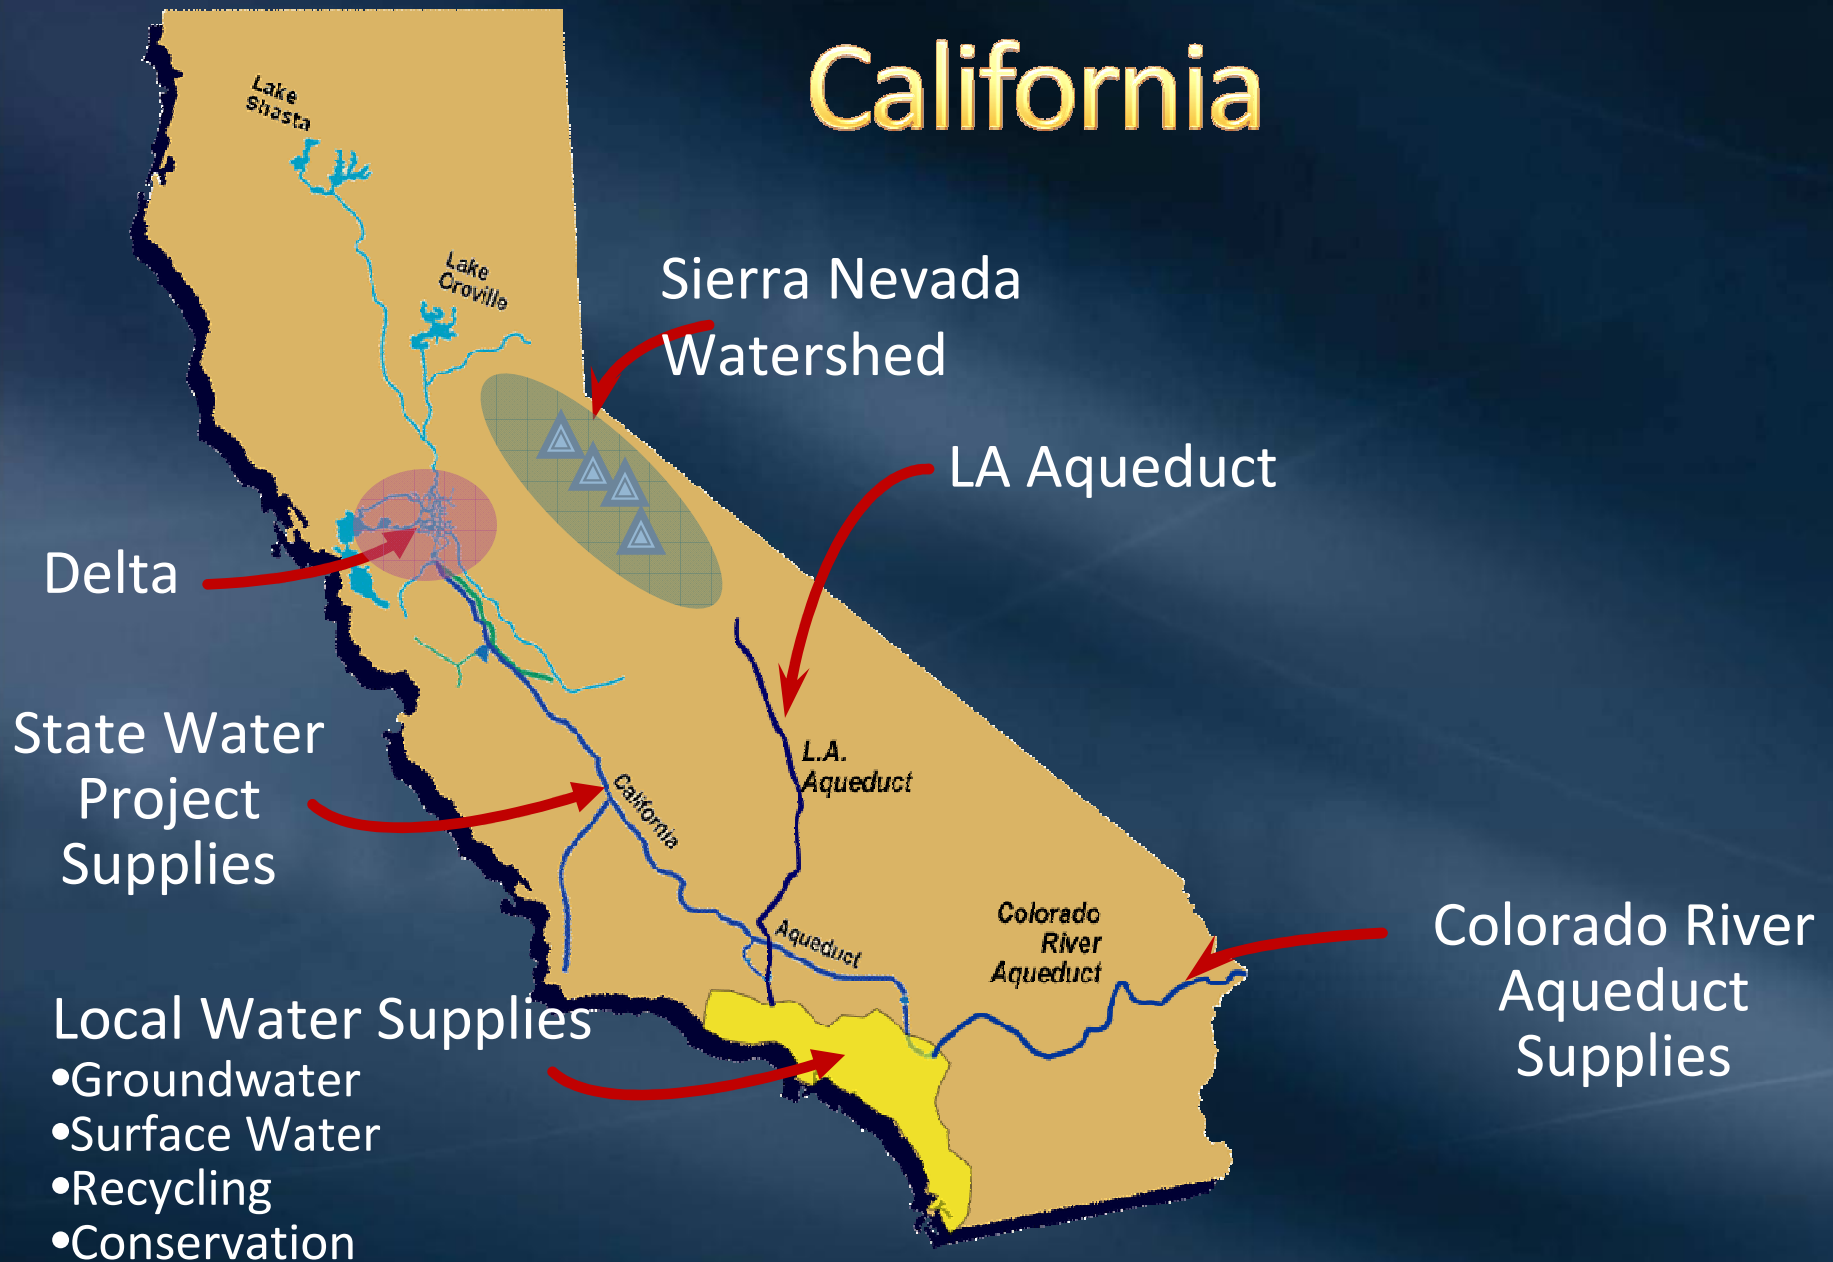 California
Lake
Shasta
Lake
Oroville
Sierra Nevada
Watershed
LA Aqueduct
Delta
State Water
Project
Supplies
L.A.
Aqueduct
California
Aqueduct
Colorado
River
Aqueduct
Colorado River
Aqueduct
Supplies
Local Water Supplies
•Groundwater
•Surface Water
•Recycling
•Conservation